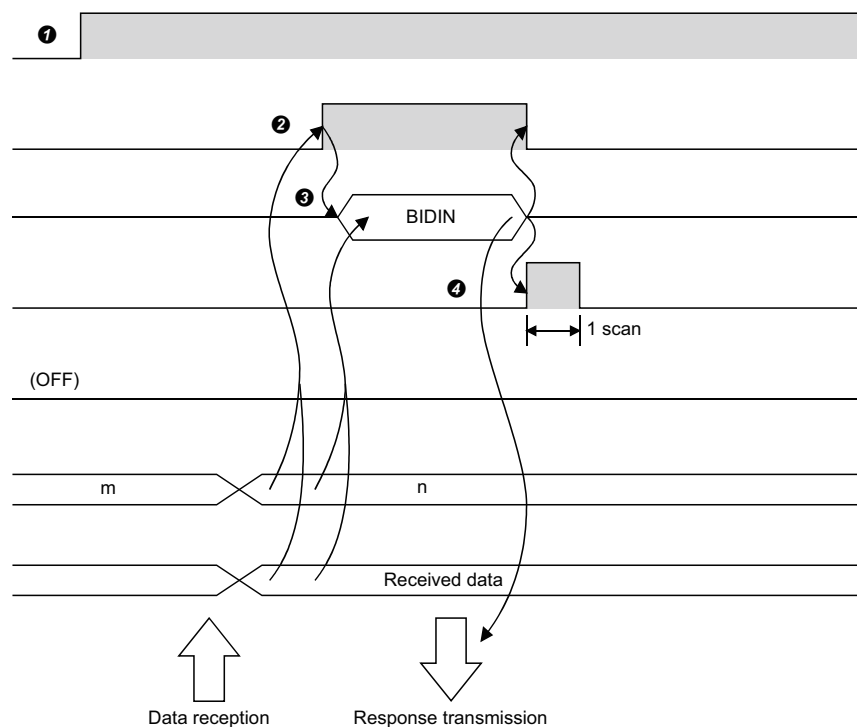 ❶
❷
❸
BIDIN
❹
1 scan
(OFF)
m
n
Received data
Data reception
Response transmission